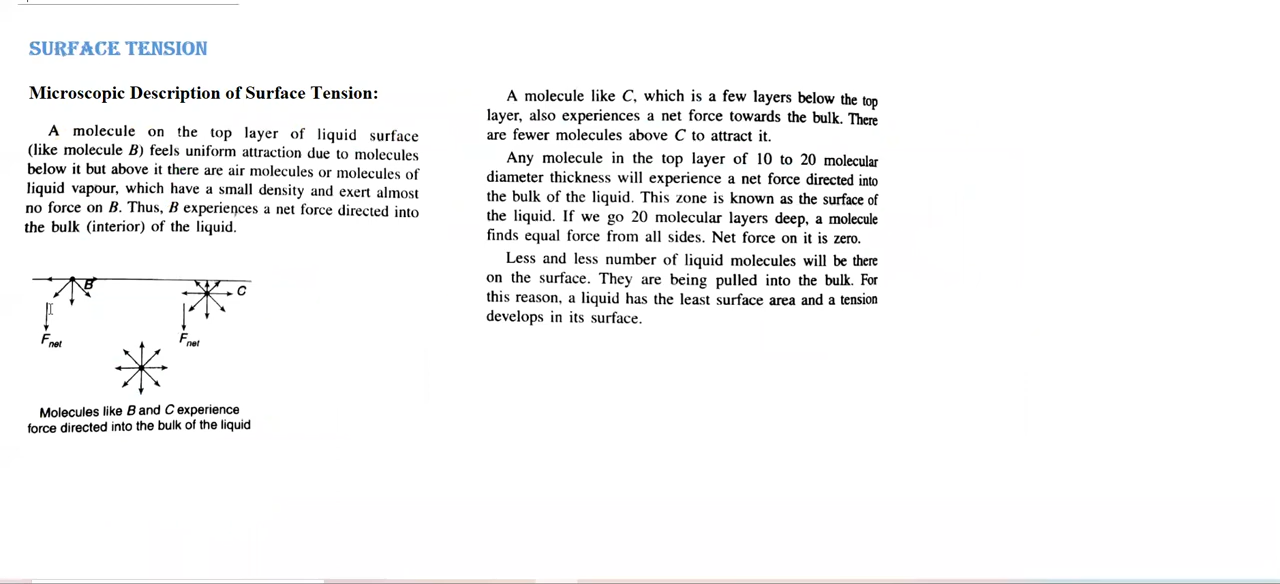 SURFACE TENSION
Microscopic Description of Surface Tension:
A molecule on the top layer of liquid surface
(like molecule B) feels uniform attraction due to molecules
below it but above it there are air molecules or molecules of
liquid vapour, which have a small density and exert almost
no force on B. Thus, B experiences a net force directed into
the bulk (interior) of the liquid.
B
C
Fnet
Fnet
Molecules like B and C experience
force directed into the bulk of the liquid
A molecule like C, which is a few layers below the top
layer, also experiences a net force towards the bulk. There
are fewer molecules above C to attract it.
Any molecule in the top layer of 10 to 20 molecular
diameter thickness will experience a net force directed into
the bulk of the liquid. This zone is known as the surface of
the liquid. If we go 20 molecular layers deep, a molecule
finds equal force from all sides. Net force on it is zero.
Less and less number of liquid molecules will be there
on the surface. They are being pulled into the bulk. For
this reason, a liquid has the least surface area and a tension
develops in its surface.